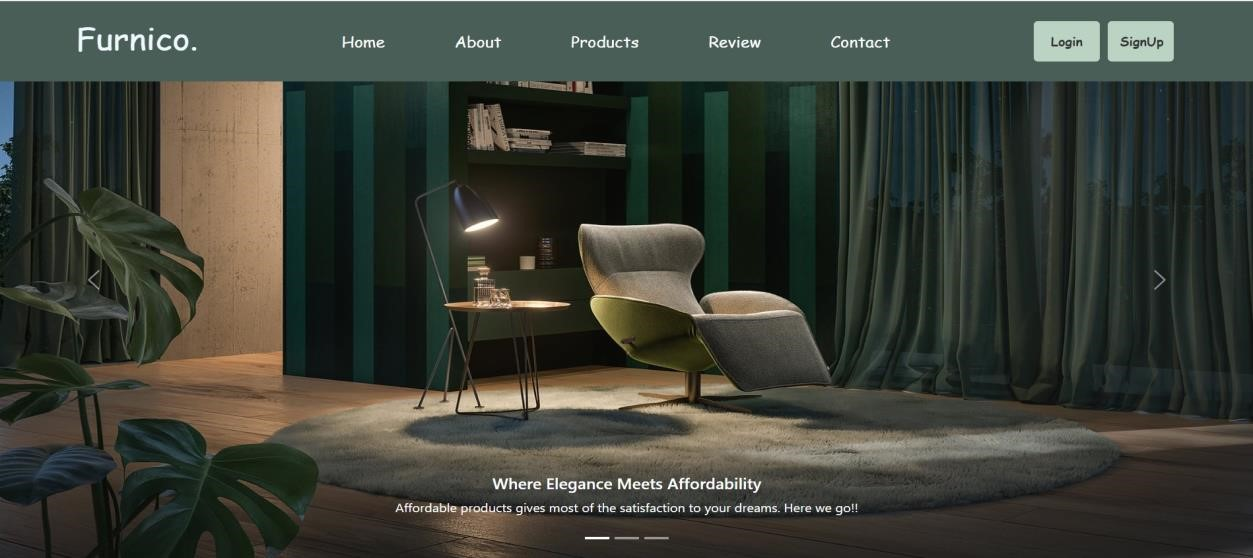 Furnico.
Home About Products Review Contact
Login SignUp
Where Elegance Meets Affordability
Affordable products gives most of the satisfaction to your dreams. Here we go!!